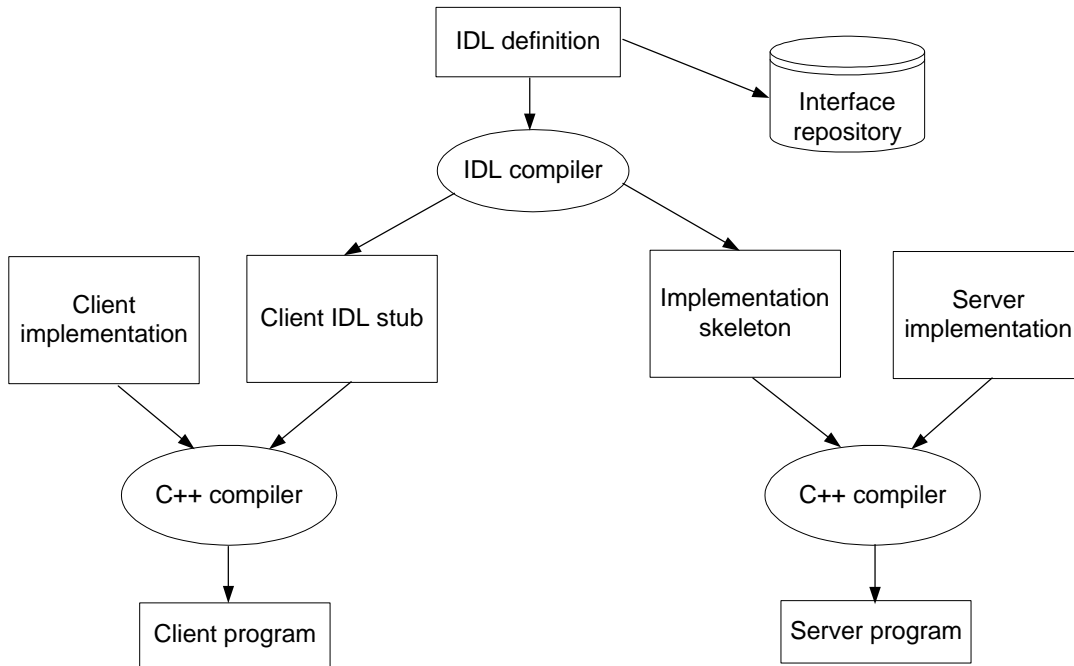 IDL definition
Interface
repository
IDL compiler
Client
implementation
Client IDL stub
Implementation
skeleton
Server
implementation
C++ compiler
C++ compiler
Client program
Server program